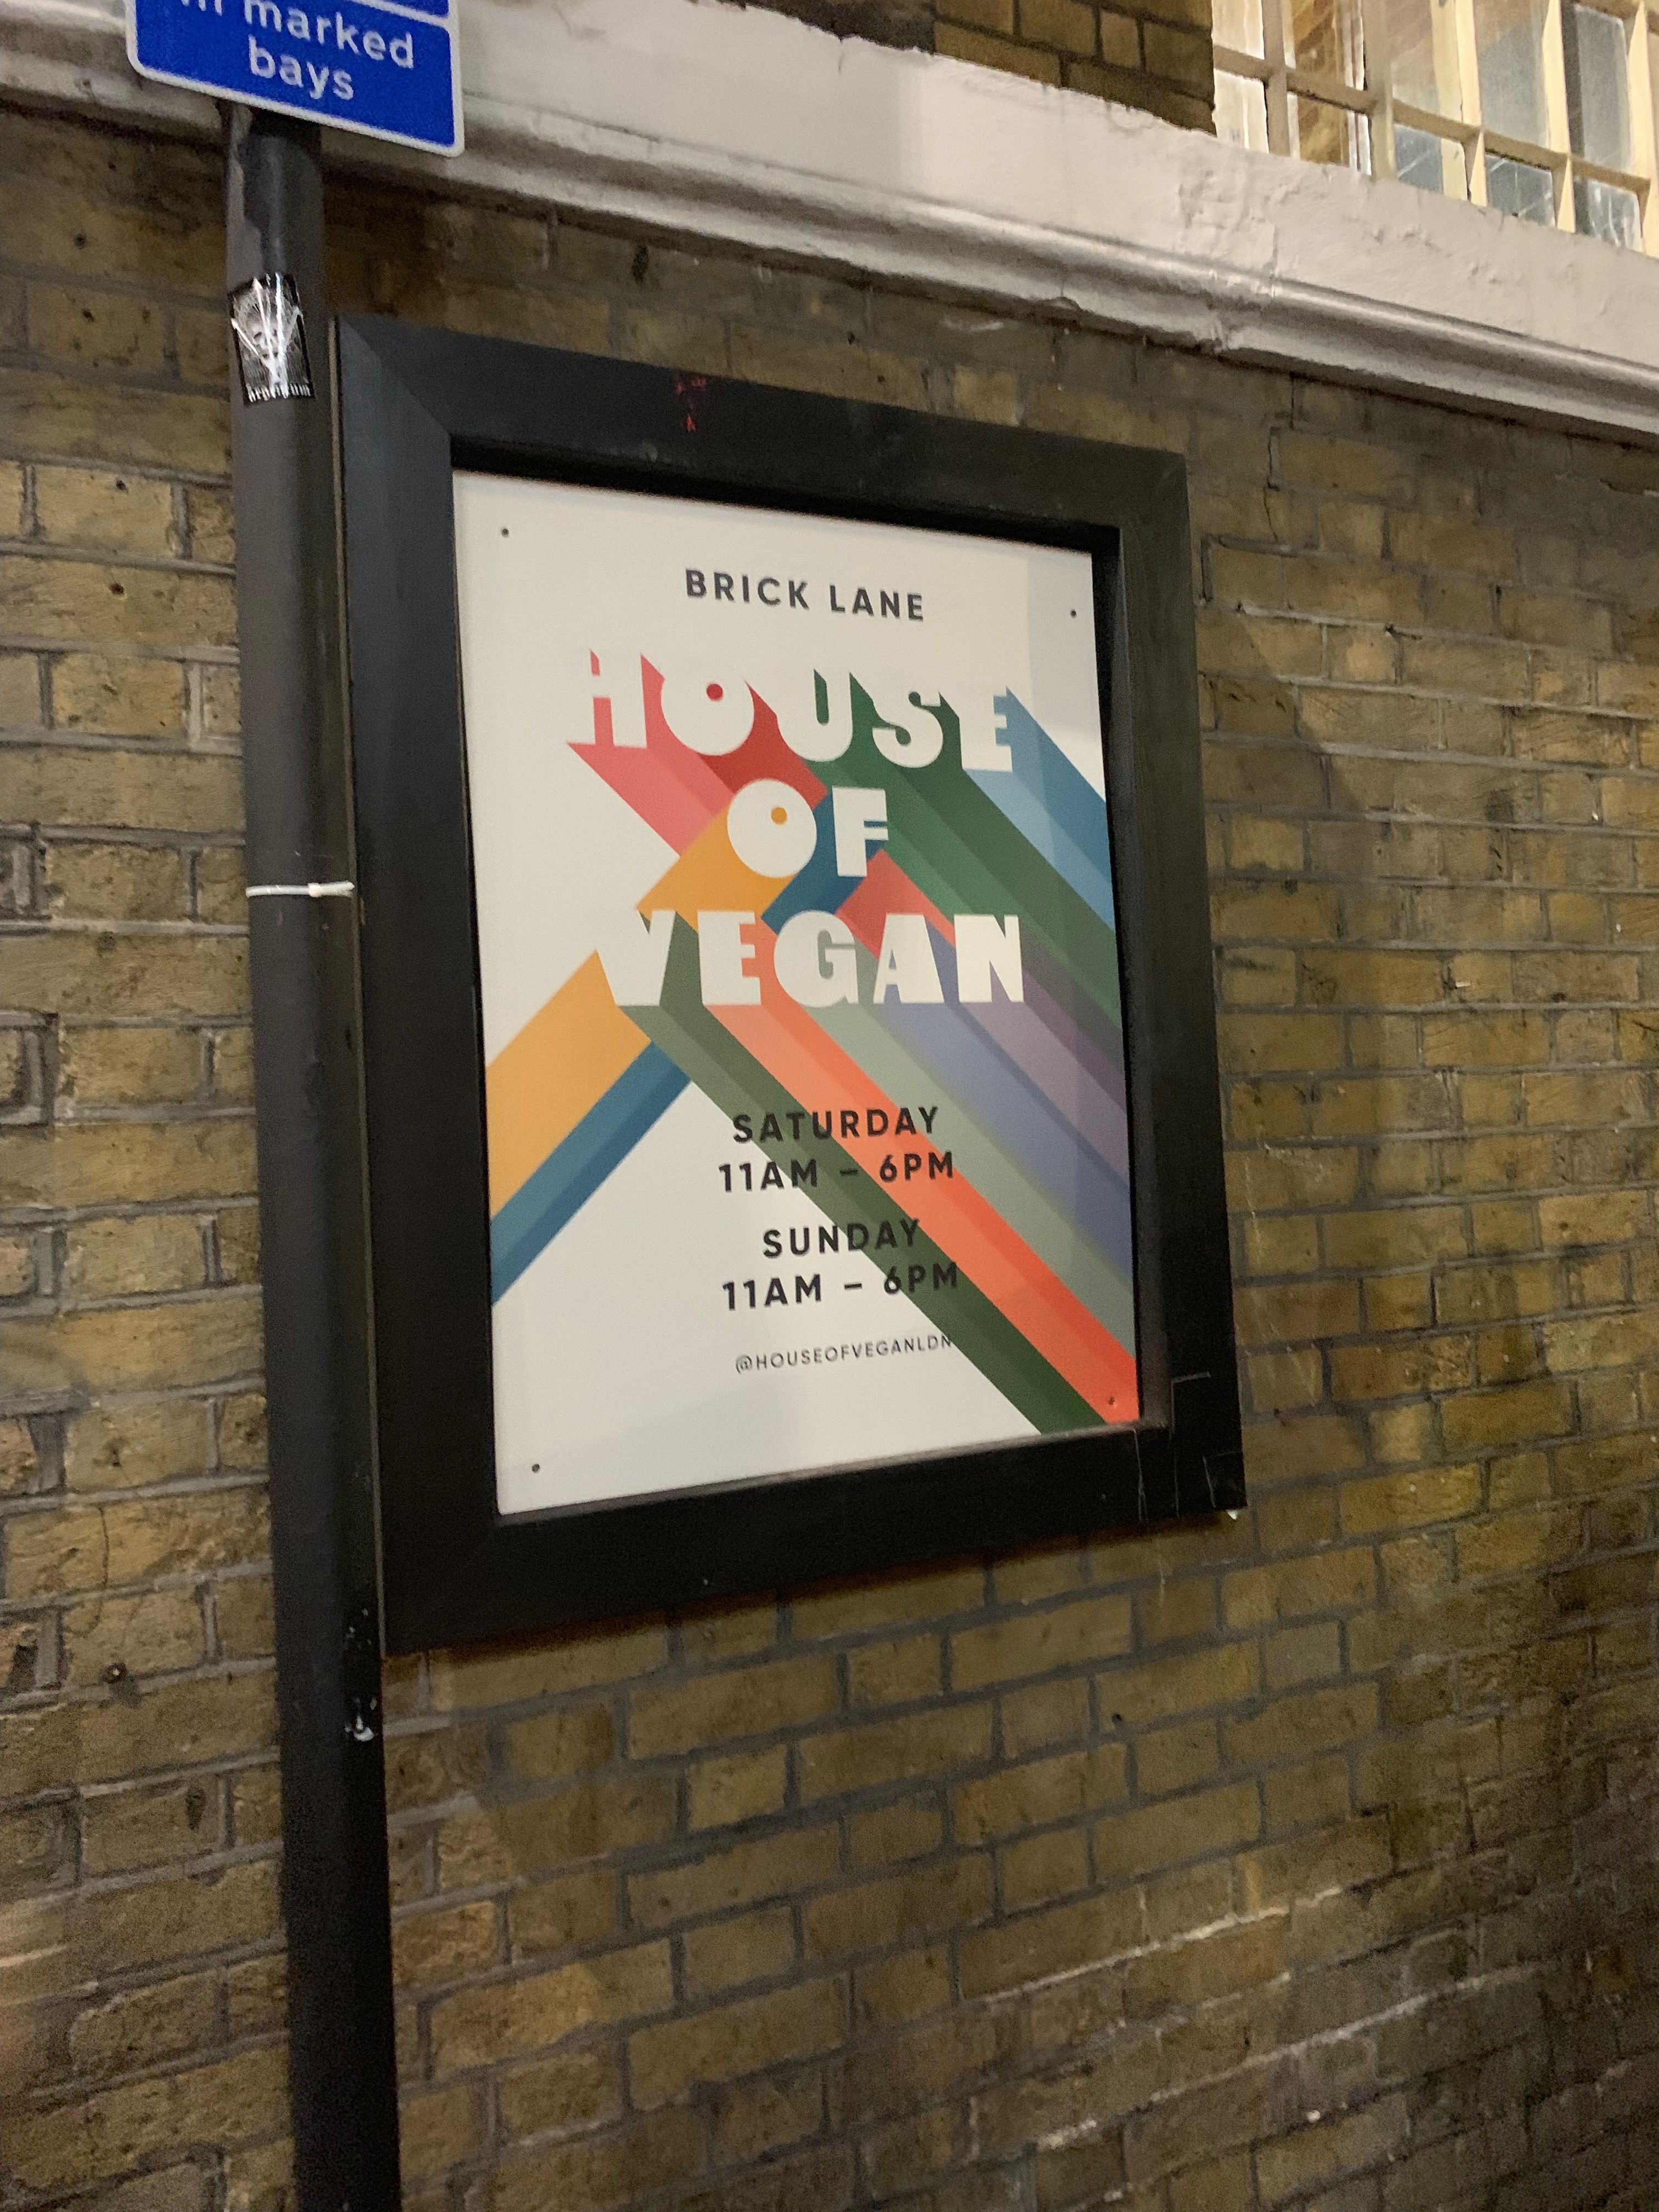 marked
bays
BRICK LANE
HOUSE
OF
VEGAN
SATURDAY
11AM – 6PM
SUNDAY
11AM – 6PM
@HOUSEOFVEGANLDN